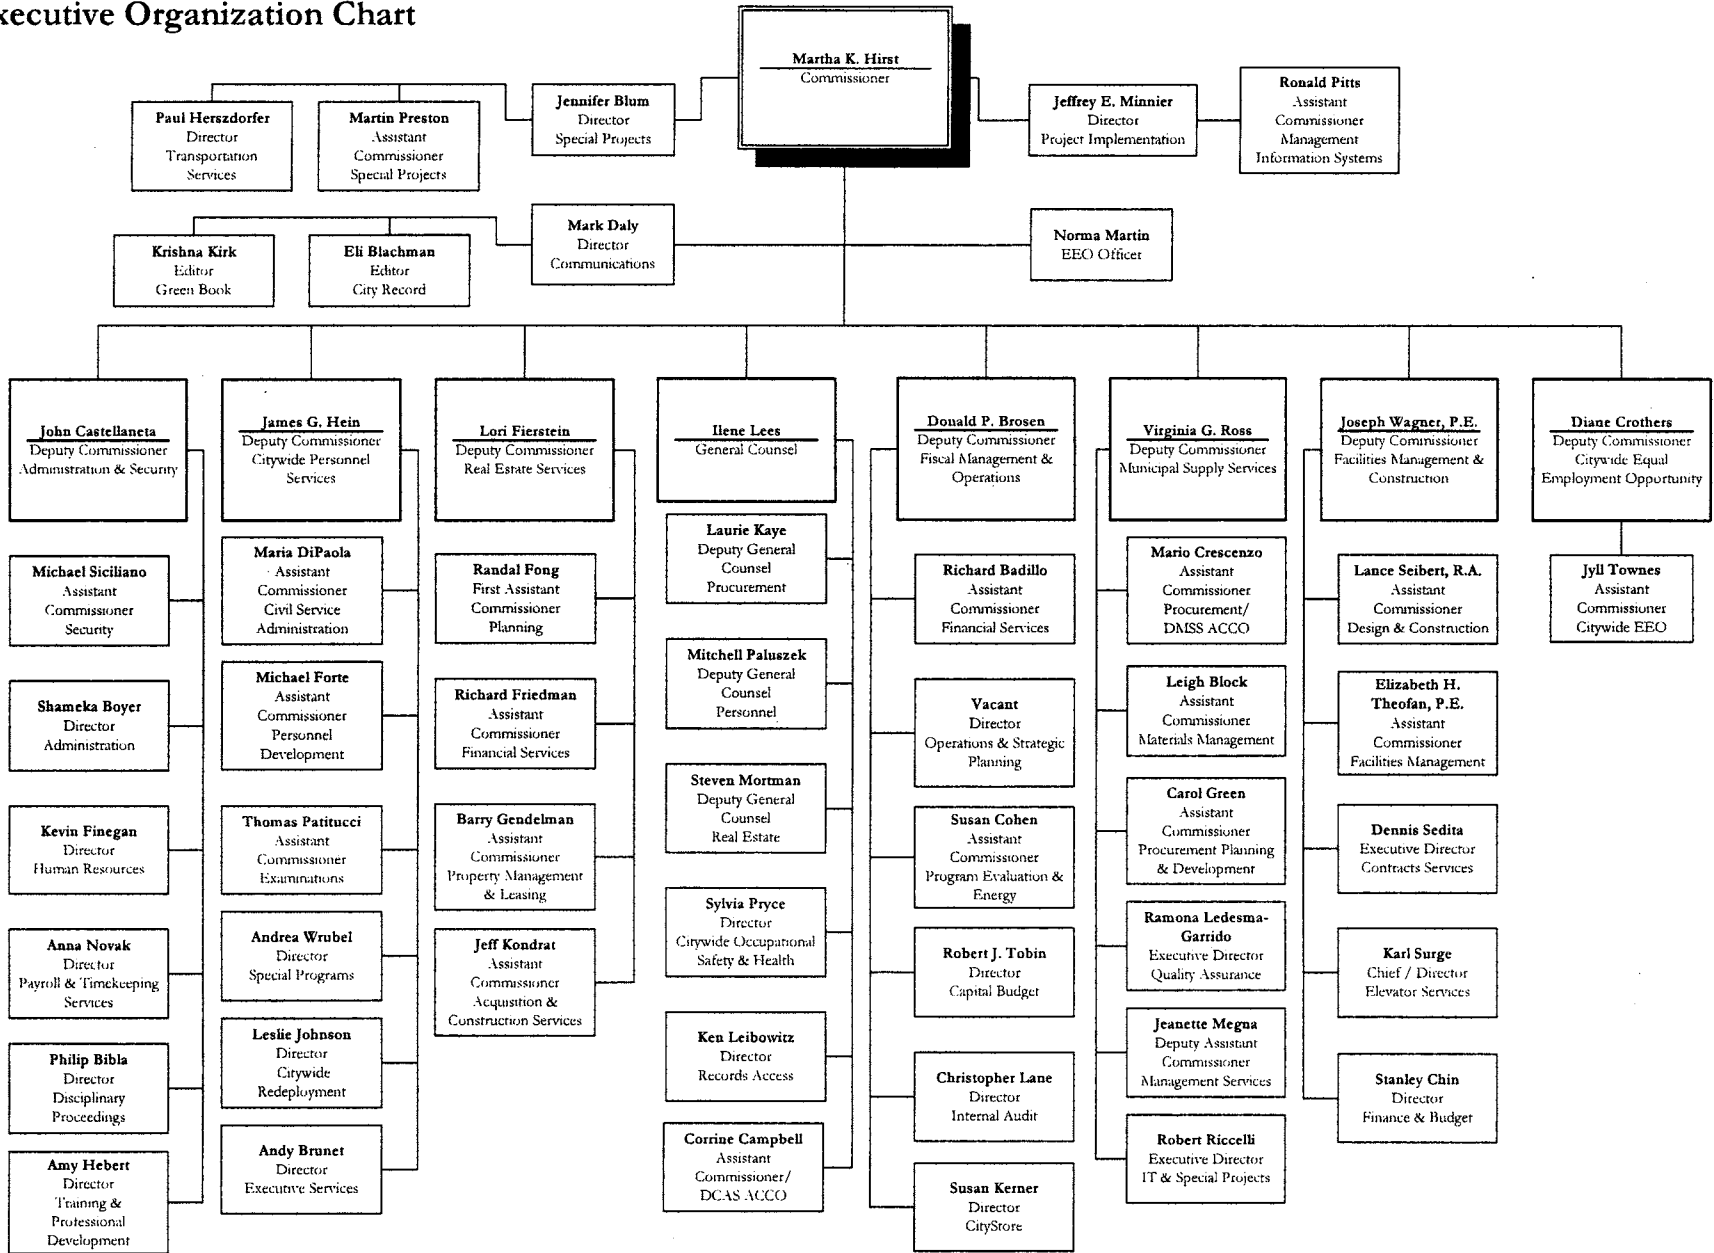 xecutive Organization Chart
Martha K. Hirst
Commissioner
Jennifer Blum
Director
Special Projects
Paul Herszdorfer
Director
Transportation
Services
Martin Preston
Assistant
Commissioner
Special Projects
Jeffrey E. Minnier
Director
Project Implementation
Ronald Pitts
Assistant
Commissioner
Management
Information Systems
Mark Daly
Director
Communications
Krishna Kirk
Editor
Green Book
Eli Blachman
Editor
City Record
Norma Martin
EEO Officer
John Castellaneta
Deputy Commissioner
Administration & Security
Michael Siciliano
Assistant
Commissioner
Security
Shameka Boyer
Director
Administration
Kevin Finegan
Director
Human Resources
Anna Novak
Director
Payroll & Timekeeping
Services
Philip Bibla
Director
Disciplinary
Proceedings
Amy Hebert
Director
Training &
Professional
Development
James G. Hein
Deputy Commissioner
Citywide Personnel
Services
Maria DiPaola
Assistant
Commissioner
Civil Service
Administration
Michael Forte
Assistant
Commissioner
Personnel
Development
Thomas Patitucci
Assistant
Commissioner
Examinations
Andrea Wrubel
Director
Special Programs
Leslie Johnson
Director
Citywide
Redeployment
Andy Brunet
Director
Executive Services
Lori Fierstein
Deputy Commissioner
Real Estate Services
Randal Fong
First Assistant
Commissioner
Planning
Richard Friedman
Assistant
Commissioner
Financial Services
Barry Gendelman
Assistant
Commissioner
Property Management
& Leasing
Jeff Kondrat
Assistant
Commissioner
Acquisition &
Construction Services
Ilene Lees
General Counsel
Laurie Kaye
Deputy General
Counsel
Procurement
Mitchell Paluszek
Deputy General
Counsel
Personnel
Steven Mortman
Deputy General
Counsel
Real Estate
Sylvia Pryce
Director
Citywide Occupational
Safety & Health
Ken Leibowitz
Director
Records Access
Corrine Campbell
Assistant
Commissioner/
DCAS ACCO
Donald P. Brosen
Deputy Commissioner
Fiscal Management &
Operations
Richard Badillo
Assistant
Commissioner
Financial Services
Vacant
Director
Operations & Strategic
Planning
Susan Cohen
Assistant
Commissioner
Program Evaluation &
Energy
Robert J. Tobin
Director
Capital Budget
Christopher Lane
Director
Internal Audit
Susan Kerner
Director
CityStore
Virginia G. Ross
Deputy Commissioner
Municipal Supply Services
Mario Crescenzo
Assistant
Commissioner
Procurement/
DMSS ACCO
Leigh Block
Assistant
Commissioner
Materials Management
Carol Green
Assistant
Commissioner
Procurement Planning
& Development
Ramona Ledesma-
Garrido
Executive Director
Quality Assurance
Jeanette Megna
Deputy Assistant
Commissioner
Management Services
Robert Riccelli
Executive Director
IT & Special Projects
Joseph Wagner, P.E.
Deputy Commissioner
Facilities Management &
Construction
Lance Seibert, R.A.
Assistant
Commissioner
Design & Construction
Elizabeth H.
Theofan, P.E.
Assistant
Commissioner
Facilities Management
Dennis Sedita
Executive Director
Contracts Services
Karl Surge
Chief / Director
Elevator Services
Stanley Chin
Director
Finance & Budget
Diane Crothers
Deputy Commissioner
Citywide Equal
Employment Opportunity
Jyll Townes
Assistant
Commissioner
Citywide EEO